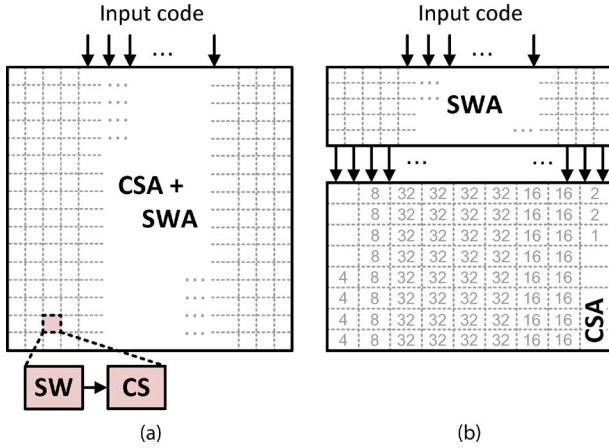 Input code
...
...
CSA +
SWA
...
SW
CS
(a)
Input code
...
...
SWA
...
...
...
8 32 32 32 32 16 16 2
8 32 32 32 32 16 16 2
8 32 32 32 32 16 16 1
8 32 32 32 32 16 16
4 8 32 32 32 32 16 16
4 8 32 32 32 32 16 16
4 8 32 32 32 32 16 16
4 8 32 32 32 32 16 16
CSA
(b)